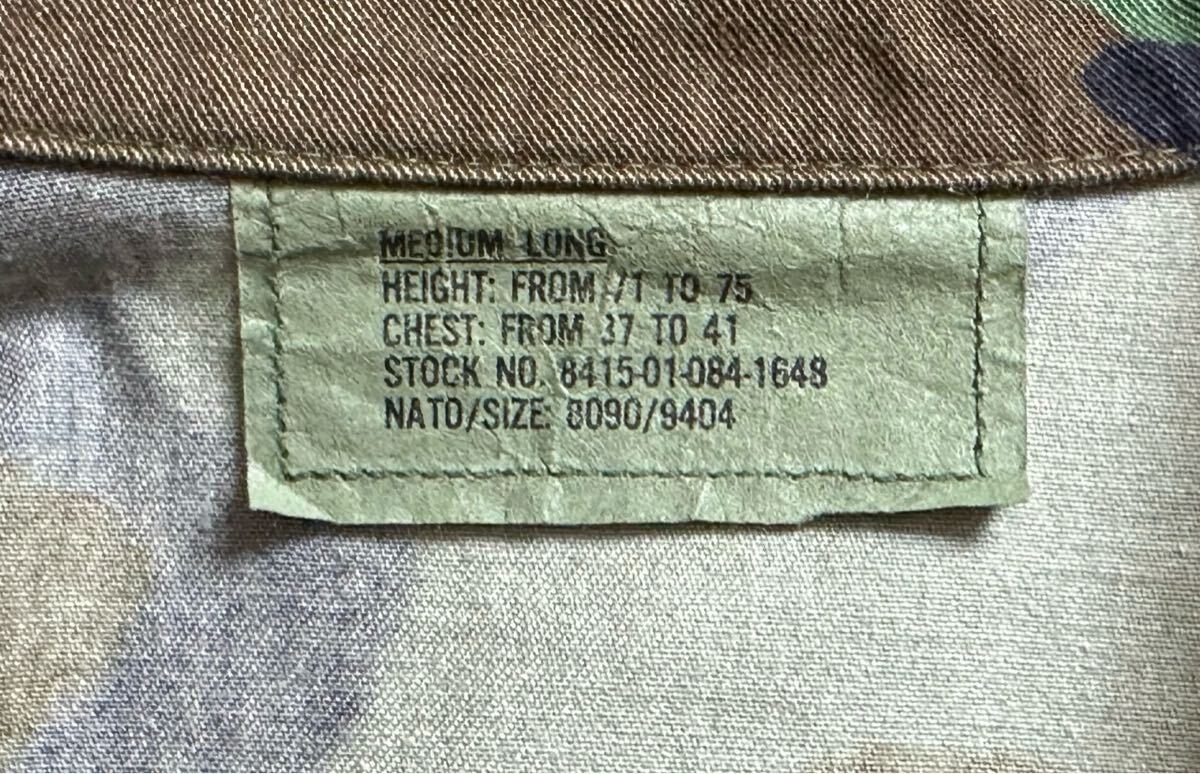 MEDIUM LONG
HEIGHT: FROM 71 TO 75
CHEST: FROM 37 TO 41
STOCK NO. 8415-01-084-1648
NATO/SIZE: 8090/9404